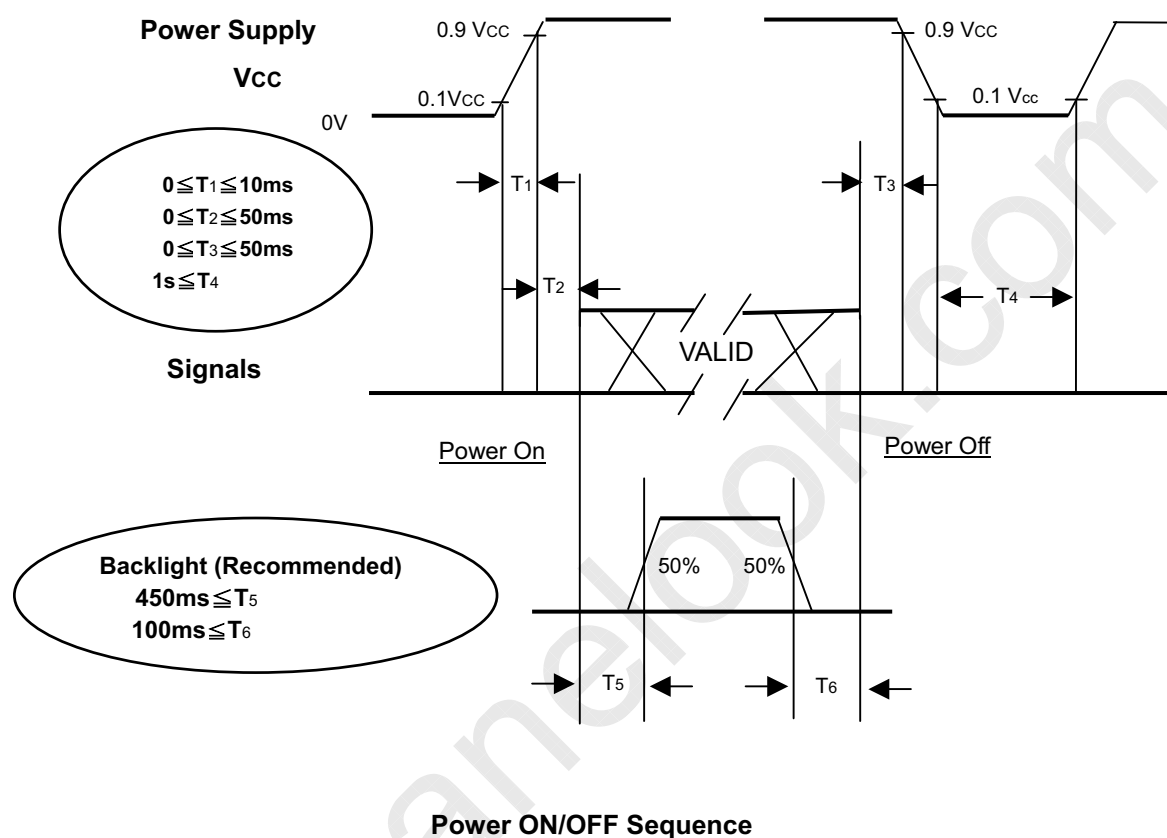 Power Supply
VCC
0.9 VCC
0.1VCC
0V
0.9 VCC
0.1 Vcc
0≦T1≦10ms
0≦T2≦50ms
0≦T3≦50ms
1s≦T4
T1
T2
T3
T4
Signals
VALID
Power On
Power Off
Backlight (Recommended)
450ms≦T5
100ms≦T6
50%
50%
T5
T6
Power ON/OFF Sequence
anelook.com